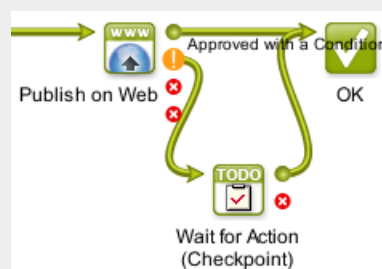 WWW
Approved with a Condition
Publish on Web
OK
TODO
Wait for Action
(Checkpoint)